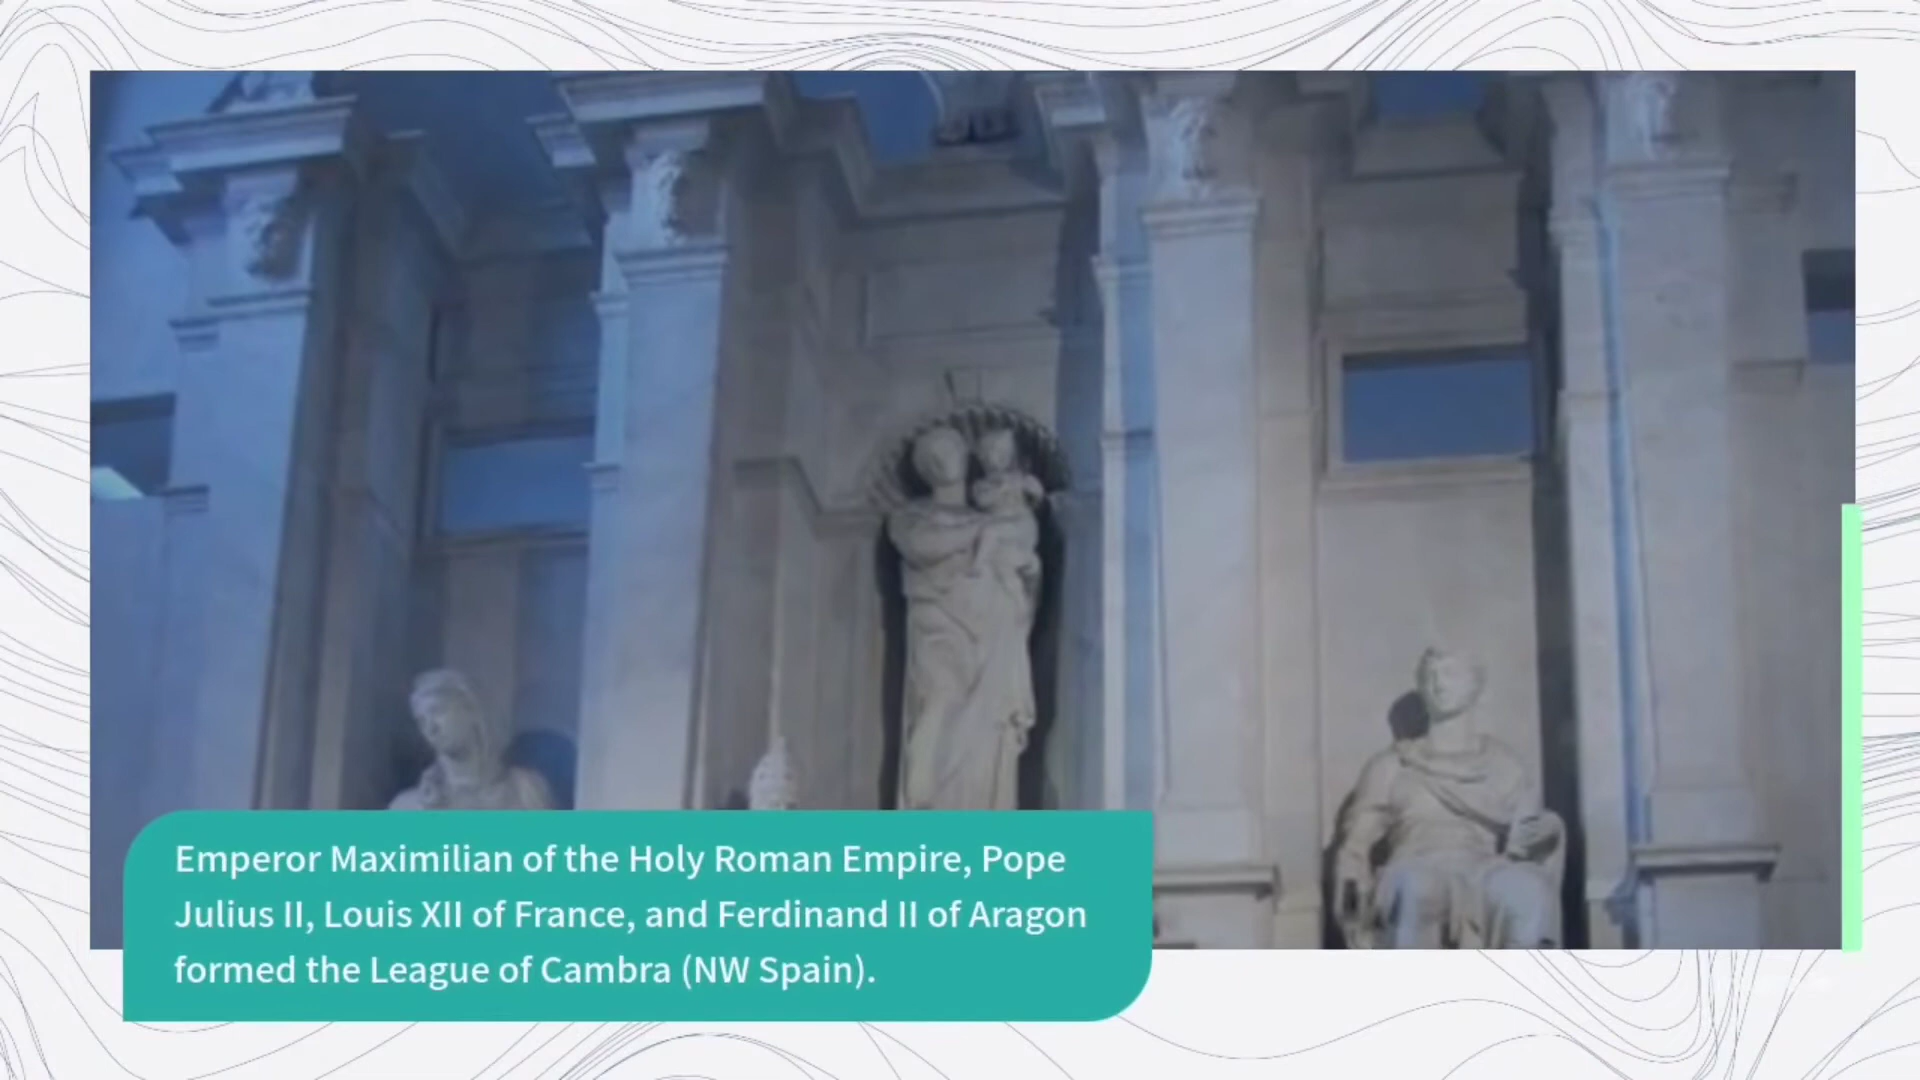 Emperor Maximilian of the Holy Roman Empire, Pope
Julius II, Louis XII of France, and Ferdinand II of Aragon
formed the League of Cambra (NW Spain).